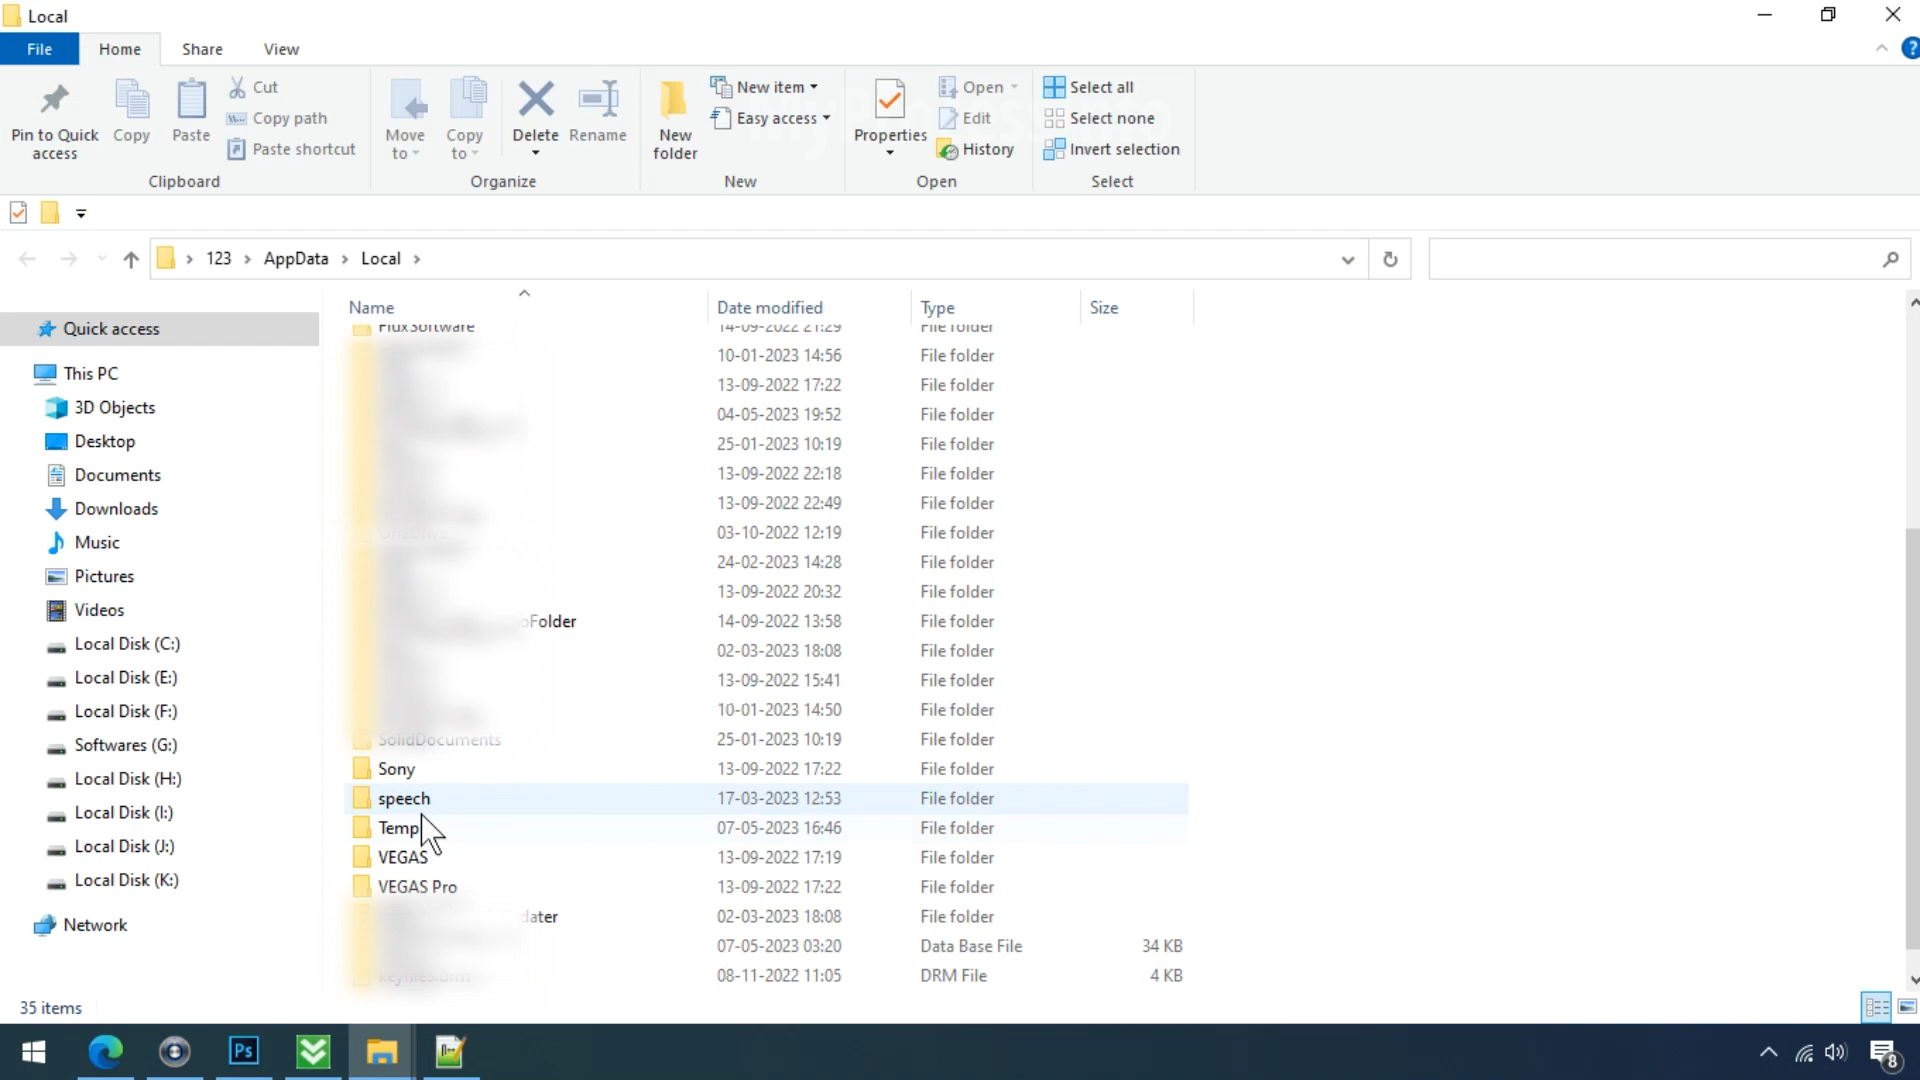 Local
File Home Share View
Pin to Quick access
Copy
Paste
Cut
Copy path
Paste shortcut
Clipboard
Move to
Copy to
Delete
Rename
Organize
New folder
New item
Easy access
New
Properties
Open
Edit
History
Open
Select all
Select none
Invert selection
Select
123 AppData Local
Name Date modified Type Size
Quick access
This PC
3D Objects
Desktop
Documents
Downloads
Music
Pictures
Videos
Local Disk (C:)
Local Disk (E:)
Local Disk (F:)
Softwares (G:)
Local Disk (H:)
Local Disk (I:)
Local Disk (J:)
Local Disk (K:)
Network
FluxSoftware 14-09-2022 21:29 File folder
10-01-2023 14:56 File folder
13-09-2022 17:22 File folder
04-05-2023 19:52 File folder
25-01-2023 10:19 File folder
13-09-2022 22:18 File folder
13-09-2022 22:49 File folder
03-10-2022 12:19 File folder
24-02-2023 14:28 File folder
13-09-2022 20:32 File folder
oFolder 14-09-2022 13:58 File folder
02-03-2023 18:08 File folder
13-09-2022 15:41 File folder
10-01-2023 14:50 File folder
SolidDocuments 25-01-2023 10:19 File folder
Sony 13-09-2022 17:22 File folder
speech 17-03-2023 12:53 File folder
Temp 07-05-2023 16:46 File folder
VEGAS 13-09-2022 17:19 File folder
VEGAS Pro 13-09-2022 17:22 File folder
dater 02-03-2023 18:08 File folder
07-05-2023 03:20 Data Base File 34 KB
08-11-2022 11:05 DRM File 4 KB
35 items
Ps
8